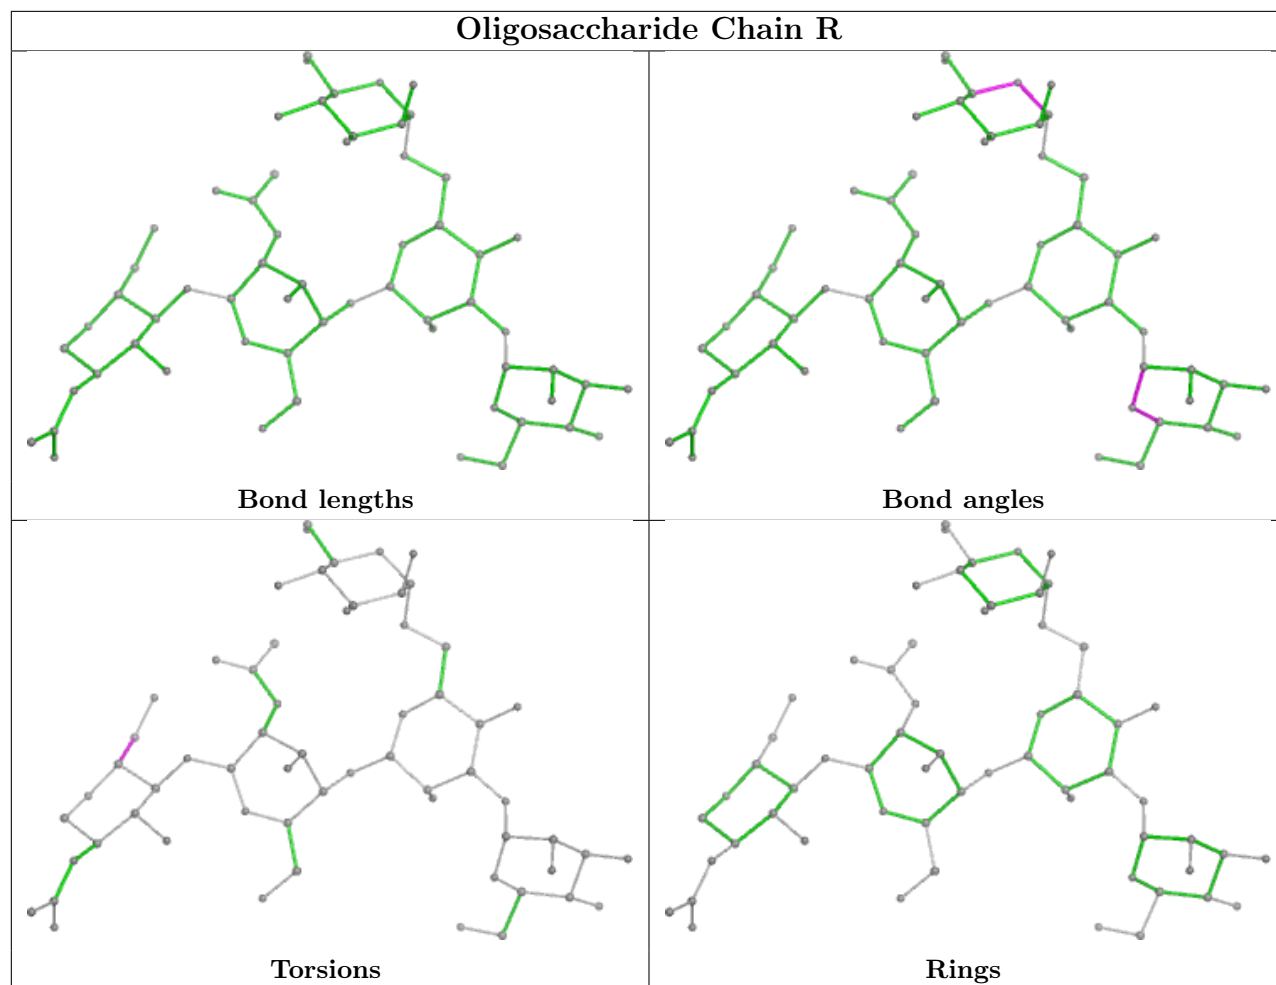 Oligosaccharide Chain R
Bond lengths
Bond angles
Torsions
Rings